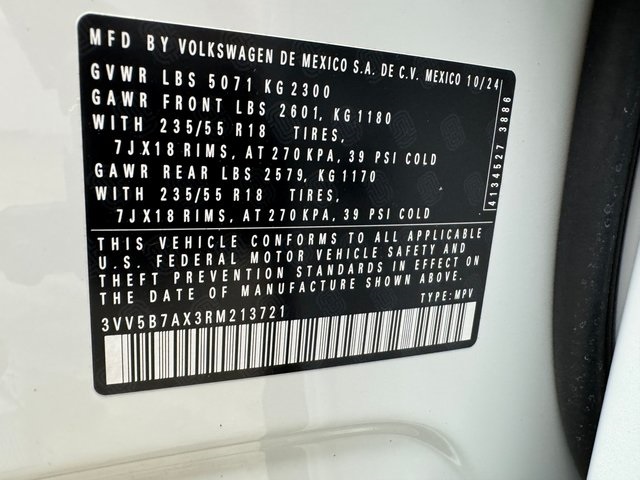 MFD BY VOLKSWAGEN DE MEXICO S.A. DE C.V. MEXICO 10/24
GVWR LBS 5071 KG 2300
GAWR FRONT LBS 2601, KG 1180
WITH 235/55 R18 TIRES,
7JX18 RIMS, AT 270 KPA, 39 PSI COLD
GAWR REAR LBS 2579, KG 1170
WITH 235/55 R18 TIRES,
7JX18 RIMS, AT 270 KPA, 39 PSI COLD
4134527 3886
THIS VEHICLE CONFORMS TO ALL APPLICABLE
U.S. FEDERAL MOTOR VEHICLE SAFETY AND
THEFT PREVENTION STANDARDS IN EFFECT ON
THE DATE OF MANUFACTURE SHOWN ABOVE.
3VV5B7AX3RM213721 TYPE: MPV